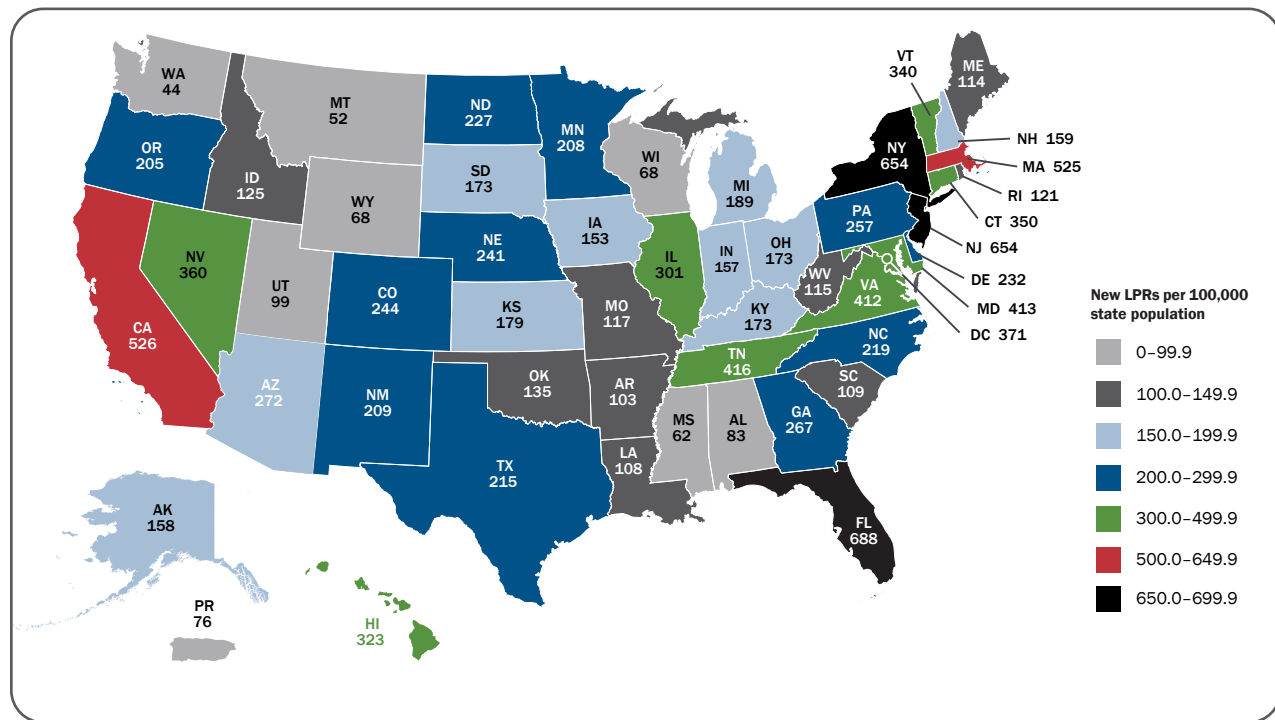 WA
44
MT
52
ND
227
MN
208
VT
340
ME
114
OR
205
ID
125
WY
68
SD
173
WI
68
MI
189
NY
654
NH 159
MA 525
RI 121
CT 350
NJ 654
DE 232
MD 413
DC 371
NV
360
UT
99
CO
244
NE
241
IA
153
IL
301
IN
157
OH
173
PA
257
WV
115
VA
412
CA
526
AZ
272
NM
209
KS
179
MO
117
KY
173
TN
416
NC
219
OK
135
AR
103
SC
109
MS
62
AL
83
GA
267
TX
215
LA
108
FL
688
AK
158
PR
76
HI
323
New LPRs per 100,000
state population
0–99.9
100.0–149.9
150.0–199.9
200.0–299.9
300.0–499.9
500.0–649.9
650.0–699.9